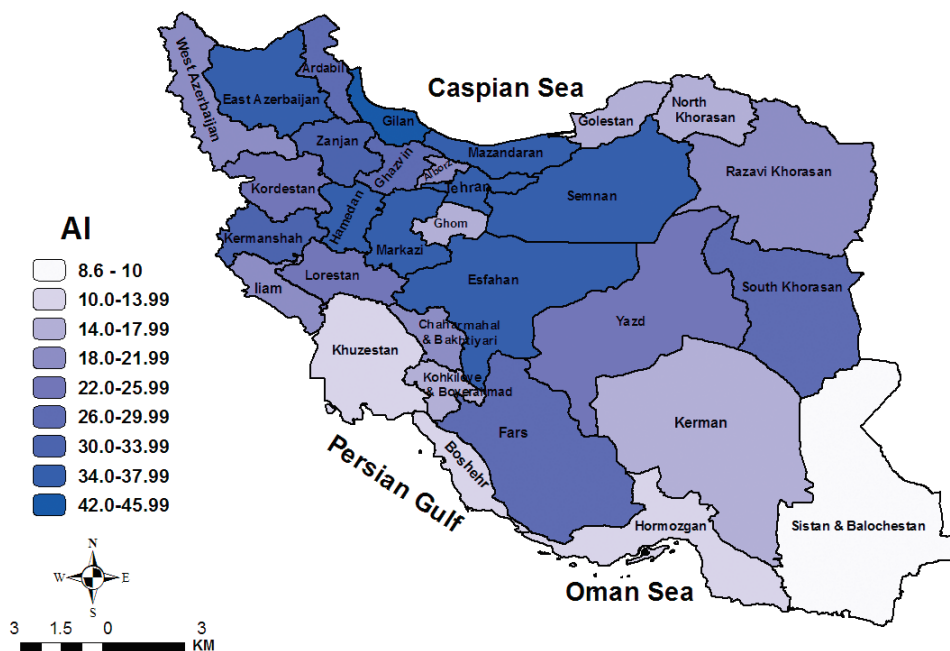 Caspian Sea
West Azerbaijan
East Azerbaijan
Ardabil
Gilan
Zanjan
Ghazvin
Alborz
Mazandaran
Golestan
North
Khorasan
Razavi Khorasan
Kordestan
Hamedan
ehran
Semnan
Ghom
Markazi
Kermanshah
Lorestan
Esfahan
Yazd
South Khorasan
Khuzestan
Chaharmahal
& Bakhtiyari
Kohkileye
& Boyerahmad
Fars
Kerman
Boshehr
Hormozgan
Sistan & Balochestan
Persian Gulf
Oman Sea
AI
8.6 - 10
10.0-13.99
14.0-17.99
18.0-21.99
22.0-25.99
26.0-29.99
30.0-33.99
34.0-37.99
42.0-45.99
N
W
E
S
3 1.5 0 3
KM